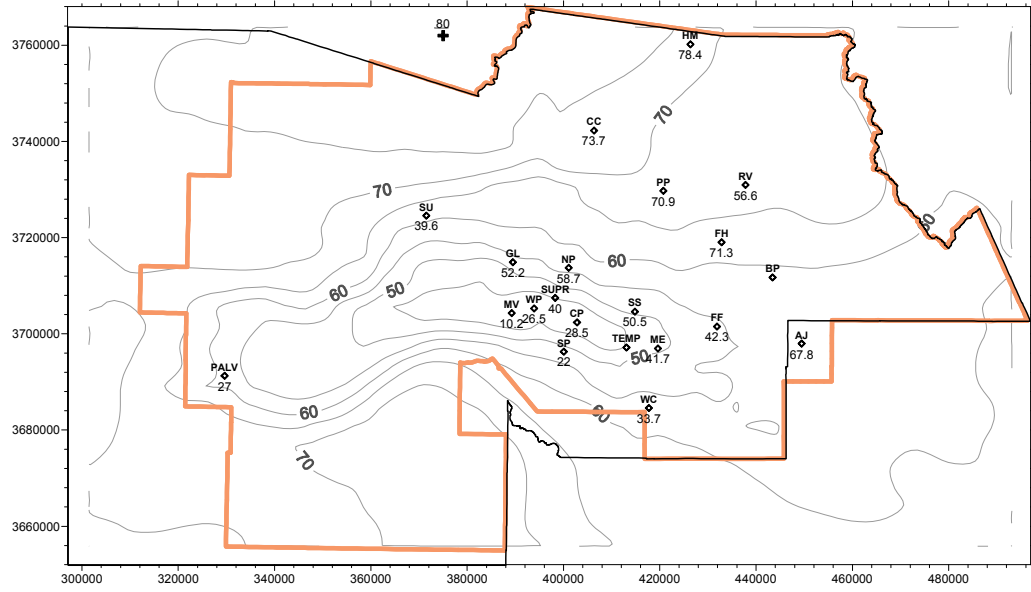 80
3760000
HM
78.4
70
CC
73.7
3740000
70
PP
70.9
RV
56.6
SU
39.6
3720000
60
FH
71.3
GL
52.2
NP
58.7
60
BP
60
50
SUPR
40
MV
10.2
WP
26.5
CP
28.5
SS
50.5
FF
42.3
3700000
SP
22
TEMP
ME
41.7
50
AJ
67.8
PALV
27
60
60
WC
33.7
3680000
70
3660000
300000 320000 340000 360000 380000 400000 420000 440000 460000 480000